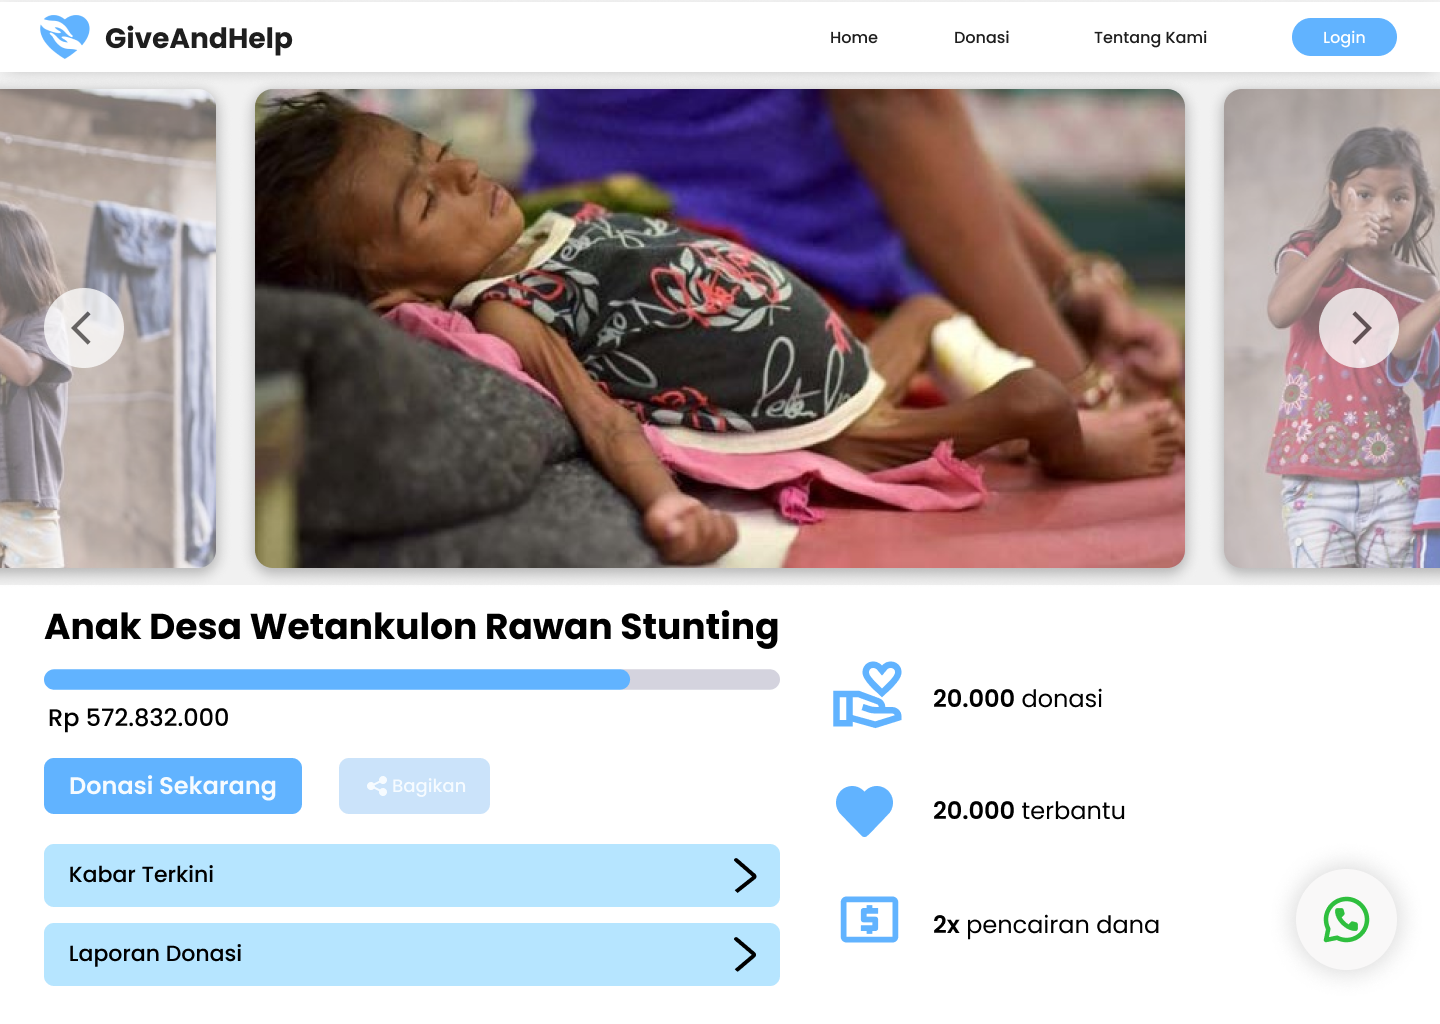 GiveAndHelp
Home
Donasi
Tentang Kami
Login
Anak Desa Wetankulon Rawan Stunting
Rp 572.832.000
Donasi Sekarang
Bagikan
Kabar Terkini
Laporan Donasi
20.000 donasi
20.000 terbantu
2x pencairan dana